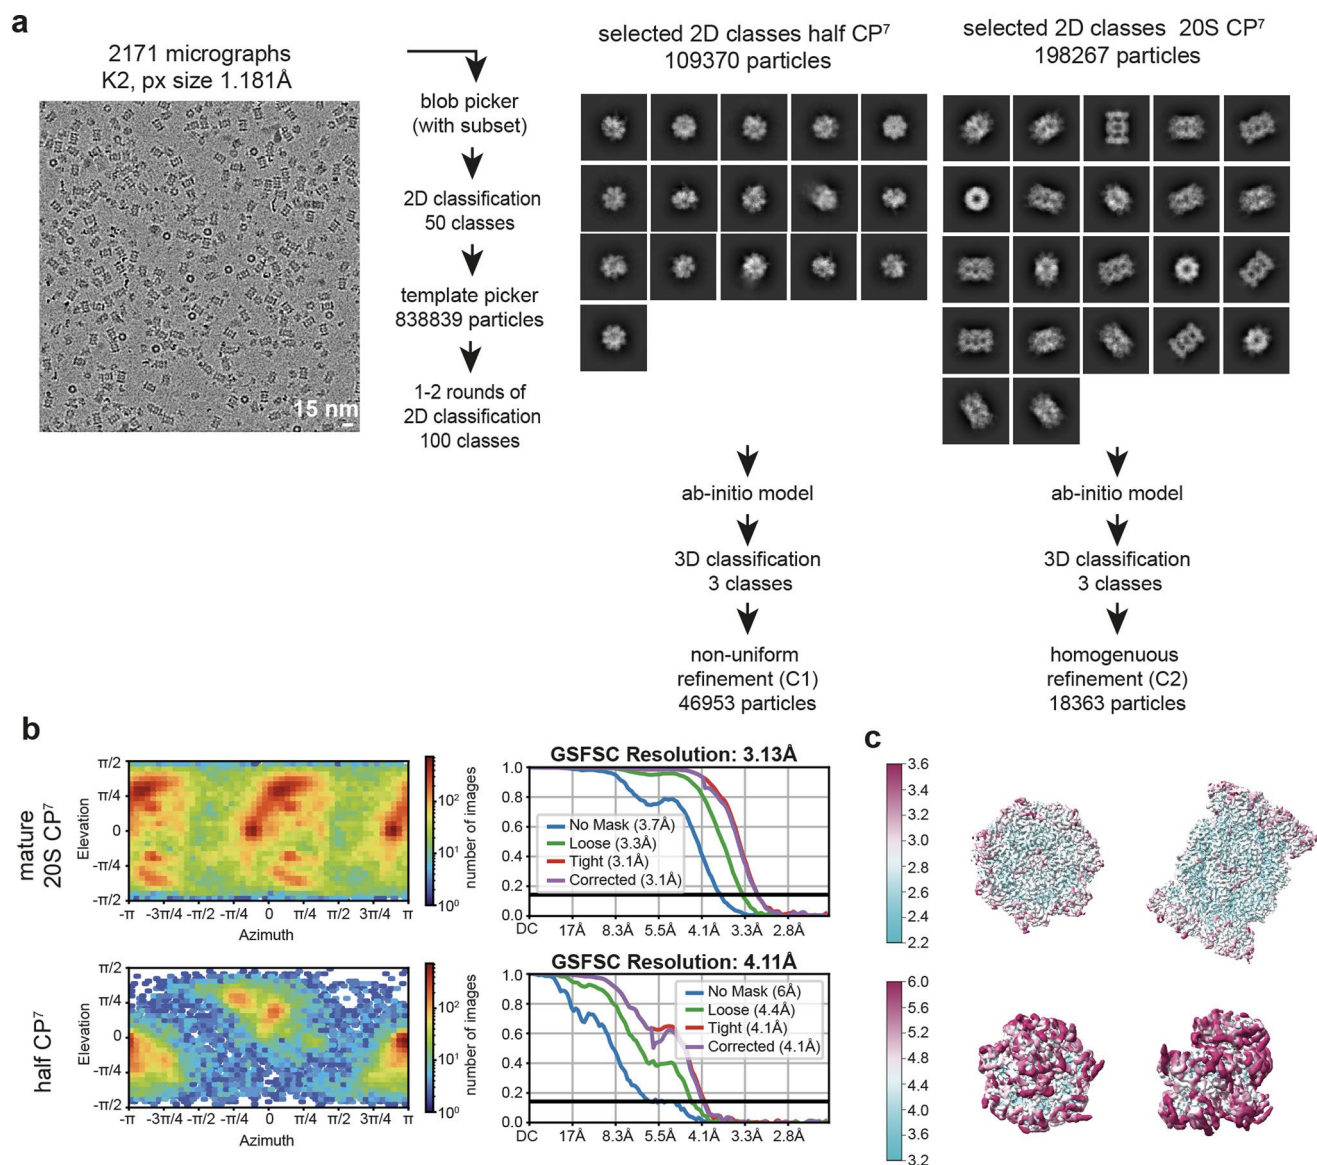 a
2171 micrographs
K2, px size 1.181Å
15 nm
blob picker
(with subset)
2D classification
50 classes
template picker
838839 particles
1-2 rounds of
2D classification
100 classes
selected 2D classes half CP⁷
109370 particles
ab-initio model
3D classification
3 classes
non-uniform
refinement (C1)
46953 particles
selected 2D classes 20S CP⁷
198267 particles
ab-initio model
3D classification
3 classes
homogenuous
refinement (C2)
18363 particles
b
mature
20S CP⁷
Elevation
π/2
π/4
0
-π/4
-π/2
-π -3π/4 -π/4 0 π/4 π/2 π/4 π
Azimuth
number of images
10²
10¹
10⁰
GSFSC Resolution: 3.13Å
1.0
0.8
0.6
0.4
0.2
0.0
No Mask (3.7Å)
Loose (3.3Å)
Tight (3.1Å)
Corrected (3.1Å)
DC 17Å 8.3Å 5.5Å 4.1Å 3.3Å 2.8Å
half CP⁷
Elevation
π/2
π/4
0
-π/4
-π/2
-π -3π/4 -π/4 0 π/4 π/2 π/4 π
Azimuth
number of images
10²
10¹
10⁰
GSFSC Resolution: 4.11Å
1.0
0.8
0.6
0.4
0.2
0.0
No Mask (6Å)
Loose (4.4Å)
Tight (4.1Å)
Corrected (4.1Å)
DC 17Å 8.3Å 5.5Å 4.1Å 3.3Å 2.8Å
c
3.6
3.4
3.2
3.0
2.8
2.6
2.4
2.2
6.0
5.6
5.2
4.8
4.4
4.0
3.6
3.2